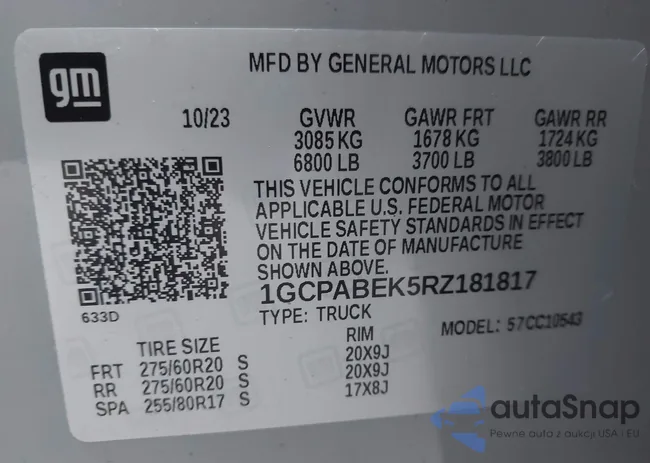 gm
MFD BY GENERAL MOTORS LLC
10/23 GVWR GAWR FRT GAWR RR
3085 KG 1678 KG 1724 KG
6800 LB 3700 LB 3800 LB
THIS VEHICLE CONFORMS TO ALL
APPLICABLE U.S. FEDERAL MOTOR
VEHICLE SAFETY STANDARDS IN EFFECT
ON THE DATE OF MANUFACTURE
SHOWN ABOVE.
1GCPABEK5RZ181817
633D
TYPE: TRUCK MODEL: 57CC10543
TIRE SIZE RIM
FRT 275/60R20 S 20X9J
RR 275/60R20 S 20X9J
SPA 255/80R17 S 17X8J
autaSnap
Pewne auta z aukcji USA i EU